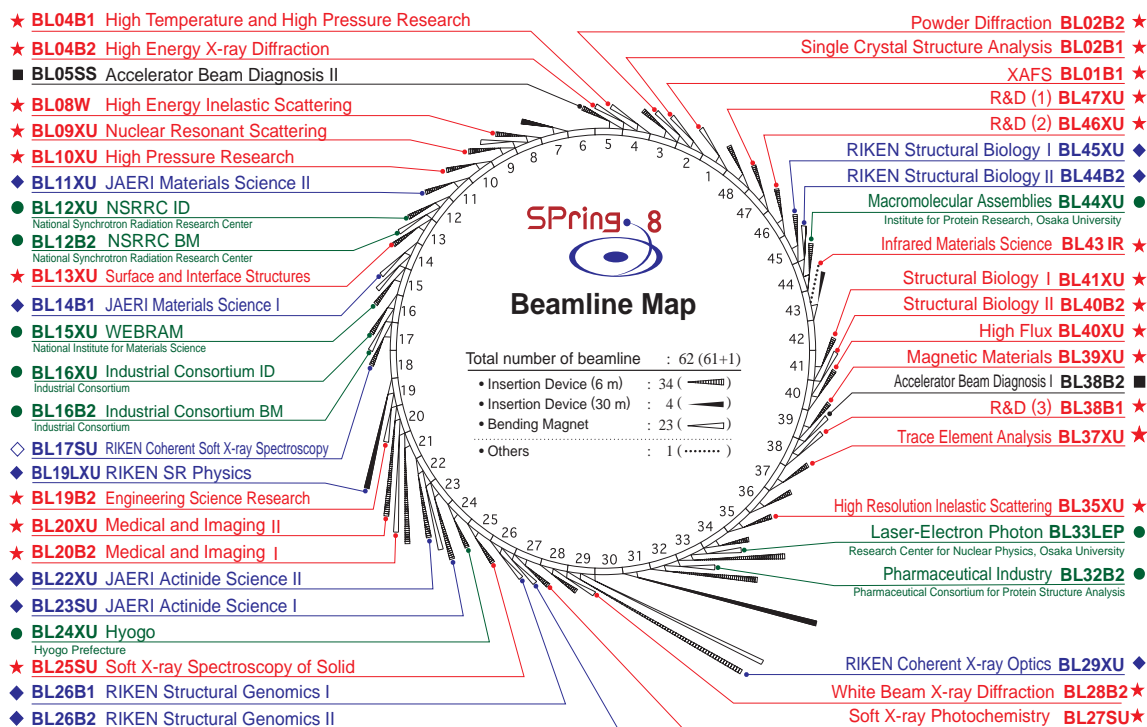 ★ BL04B1 High Temperature and High Pressure Research
★ BL04B2 High Energy X-ray Diffraction
■ BL05SS Accelerator Beam Diagnosis II
★ BL08W High Energy Inelastic Scattering
★ BL09XU Nuclear Resonant Scattering
★ BL10XU High Pressure Research
◆ BL11XU JAERI Materials Science II
● BL12XU NSRRC ID
National Synchrotron Radiation Research Center
● BL12B2 NSRRC BM
National Synchrotron Radiation Research Center
★ BL13XU Surface and Interface Structures
◆ BL14B1 JAERI Materials Science I
● BL15XU WEBRAM
National Institute for Materials Science
● BL16XU Industrial Consortium ID
Industrial Consortium
● BL16B2 Industrial Consortium BM
Industrial Consortium
◇ BL17SU RIKEN Coherent Soft X-ray Spectroscopy
◆ BL19LXU RIKEN SR Physics
★ BL19B2 Engineering Science Research
★ BL20XU Medical and Imaging II
★ BL20B2 Medical and Imaging I
◆ BL22XU JAERI Actinide Science II
◆ BL23SU JAERI Actinide Science I
● BL24XU Hyogo
Hyogo Prefecture
★ BL25SU Soft X-ray Spectroscopy of Solid
◆ BL26B1 RIKEN Structural Genomics I
◆ BL26B2 RIKEN Structural Genomics II
SPring. 8
Beamline Map
Total number of beamline : 62 (61+1)
• Insertion Device (6 m) : 34 ( )
• Insertion Device (30 m) : 4 ( )
• Bending Magnet : 23 ( )
• Others : 1 ( ........ )
1
2
3
4
5
6
7
8
9
10
11
12
13
14
15
16
17
18
19
20
21
22
23
24
25
26
27
28
29
30
31
32
33
34
35
36
37
38
39
40
41
42
43
44
45
46
47
48
Powder Diffraction BL02B2 ★
Single Crystal Structure Analysis BL02B1 ★
XAFS BL01B1 ★
R&D (1) BL47XU ★
R&D (2) BL46XU ★
RIKEN Structural Biology I BL45XU ◆
RIKEN Structural Biology II BL44B2 ◆
Macromolecular Assemblies BL44XU ●
Institute for Protein Research, Osaka University
Infrared Materials Science BL43 IR ★
Structural Biology I BL41XU ★
Structural Biology II BL40B2 ★
High Flux BL40XU ★
Magnetic Materials BL39XU ★
Accelerator Beam Diagnosis I BL38B2 ■
R&D (3) BL38B1 ★
Trace Element Analysis BL37XU ★
High Resolution Inelastic Scattering BL35XU ★
Laser-Electron Photon BL33LEP ●
Research Center for Nuclear Physics, Osaka University
Pharmaceutical Industry BL32B2 ●
Pharmaceutical Consortium for Protein Structure Analysis
RIKEN Coherent X-ray Optics BL29XU ◆
White Beam X-ray Diffraction BL28B2 ★
Soft X-ray Photochemistry BL27SU ★